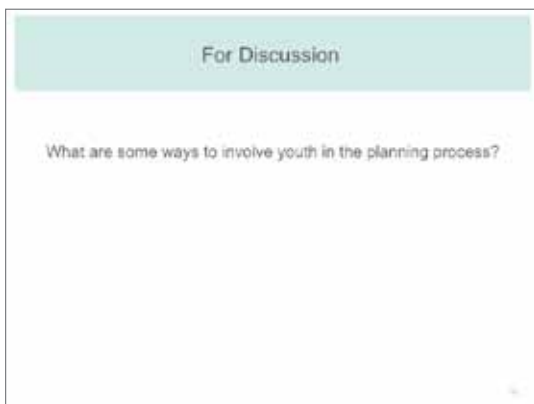 For Discussion
What are some ways to involve youth in the planning process?